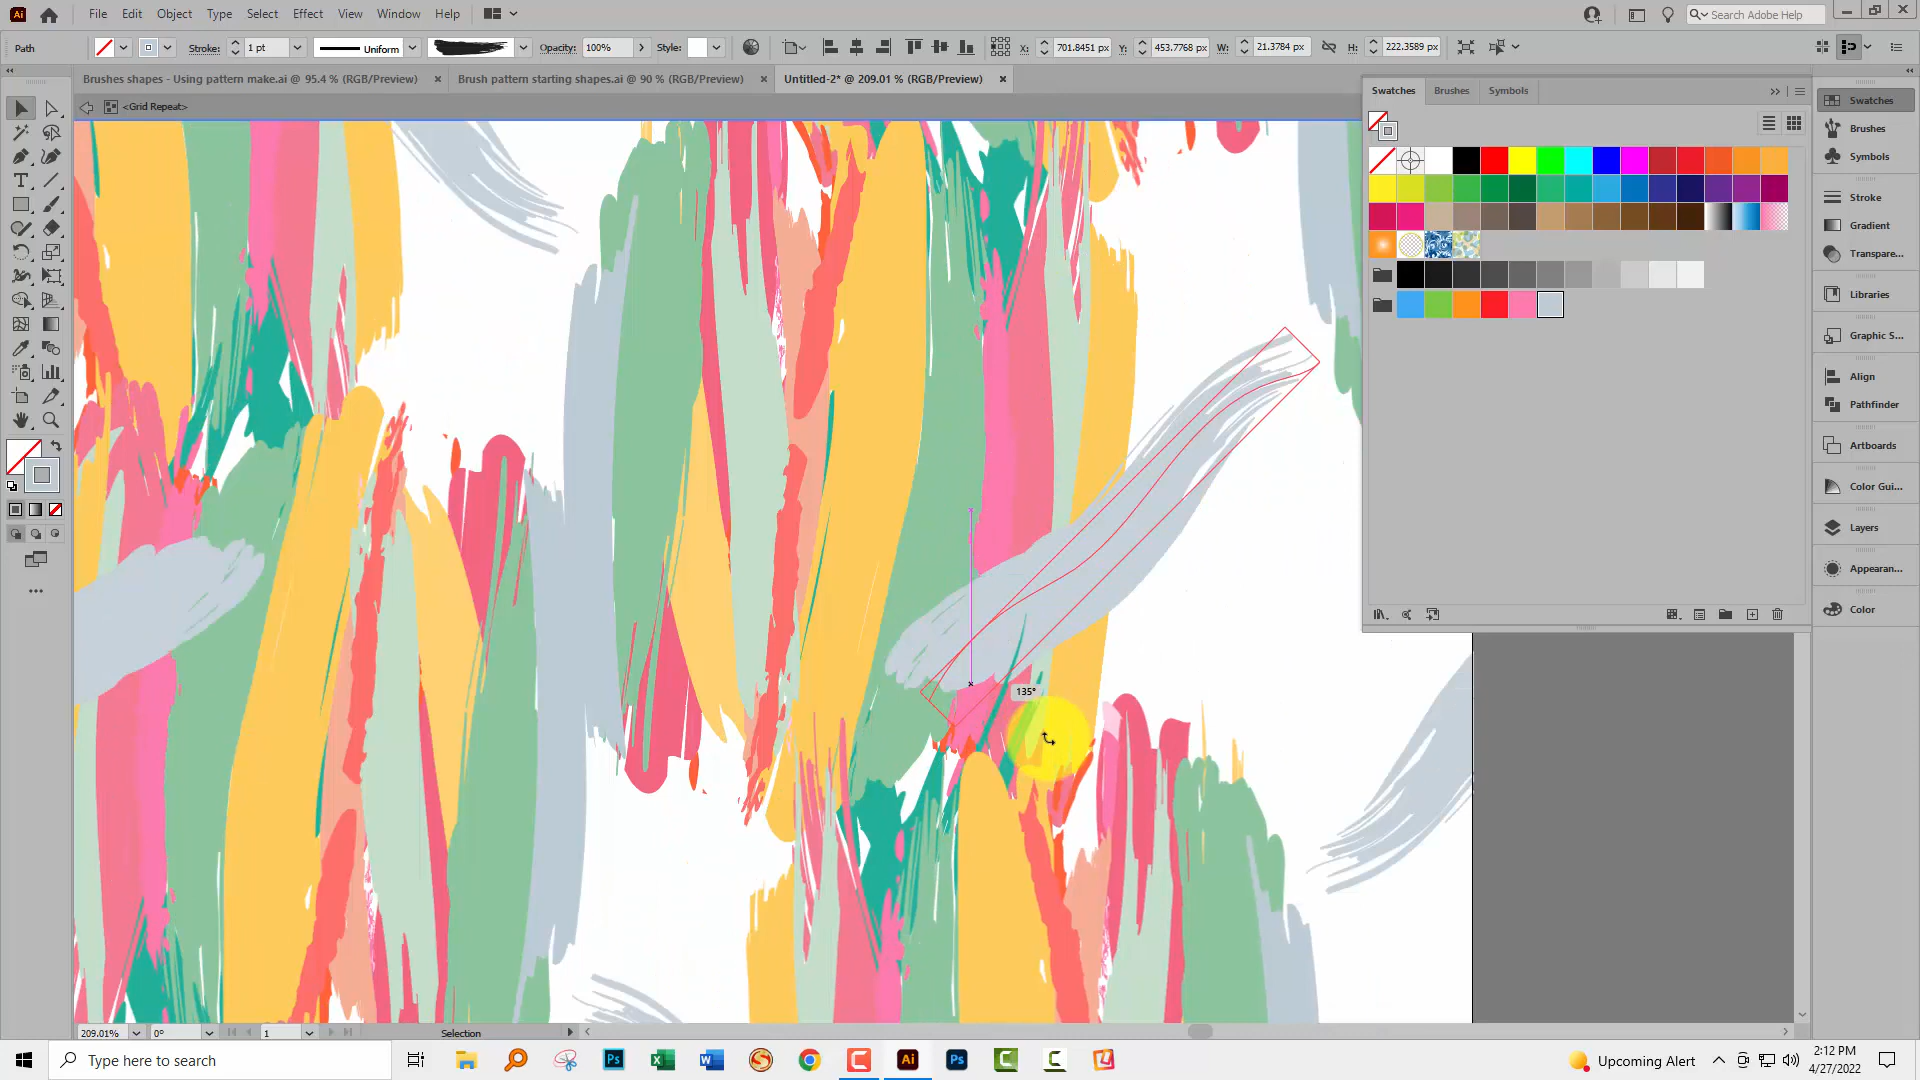 Ai File Edit Object Type Select Effect View Window Help Search Adobe Help
Path Stroke: 1 pt Uniform Opacity: 100% Style: X: 701.8451 px Y: 453.7768 px W: 21.3784 px H: 222.3589 px
Brushes shapes - Using pattern make.ai @ 95.4 % (RGB/Preview) × Brush pattern starting shapes.ai @ 90 % (RGB/Preview) × Untitled-2* @ 209.01 % (RGB/Preview) ×
<Grid Repeat>
Swatches Brushes Symbols
Swatches
Brushes
Symbols
Stroke
Gradient
Transpare...
Libraries
Graphic S...
Align
Pathfinder
Artboards
Color Gui...
Layers
Appearan...
Color
135°
209.01% 0° 1 Selection
Type here to search
Upcoming Alert
2:12 PM
4/27/2022